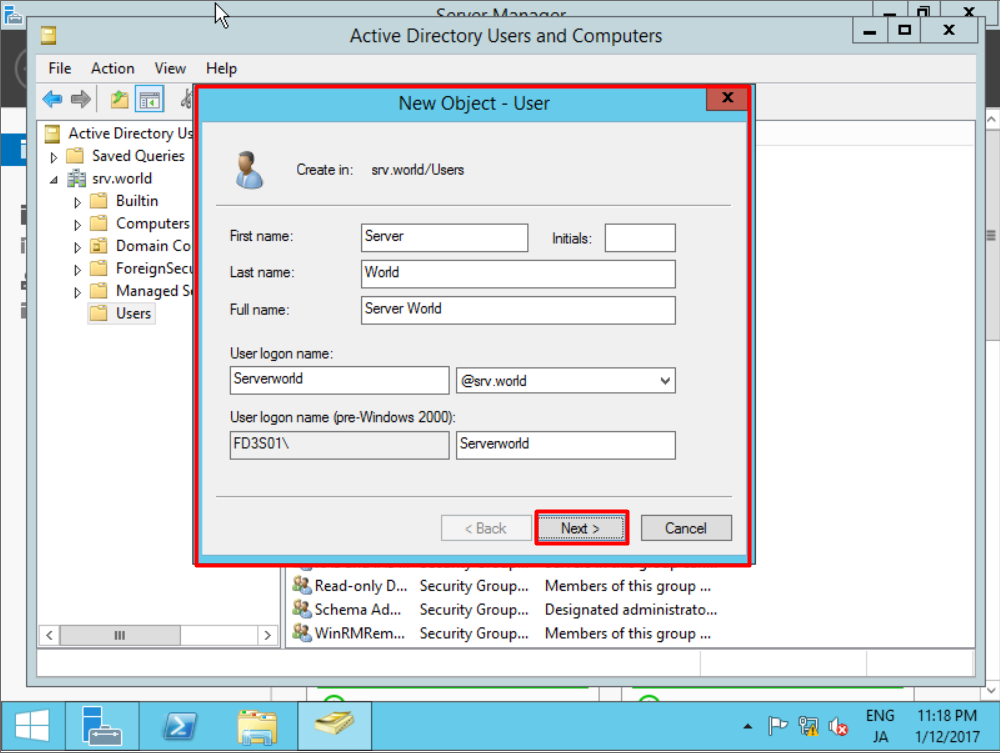 Server Manager
Active Directory Users and Computers
File Action View Help
New Object - User
Active Directory Us
Saved Queries
srv.world
Builtin
Computers
Domain Co
ForeignSecu
Managed Se
Users
Create in: srv.world/Users
First name: Server Initials:
Last name: World
Full name: Server World
User logon name:
Serverworld @srv.world
User logon name (pre-Windows 2000):
FD3S01\ Serverworld
< Back Next > Cancel
Read-only D... Security Group... Members of this group ...
Schema Ad... Security Group... Designated administrato...
WinRMRem... Security Group... Members of this group ...
ENG 11:18 PM
JA 1/12/2017